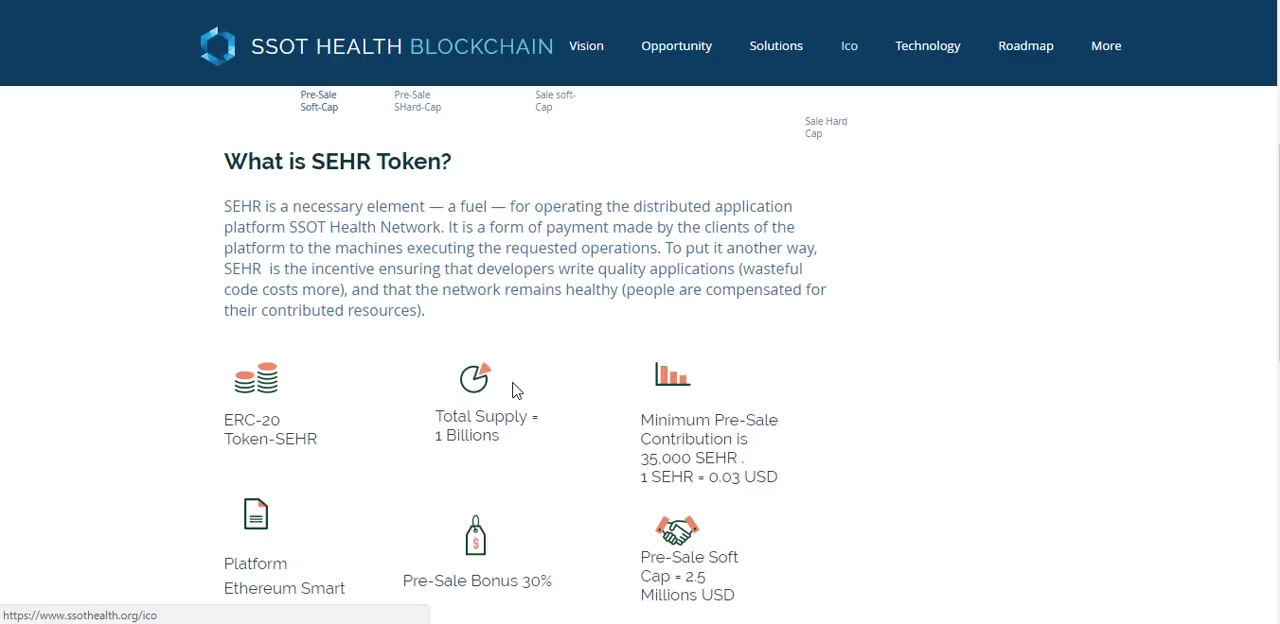 SSOT HEALTH BLOCKCHAIN
Vision
Opportunity
Solutions
Ico
Technology
Roadmap
More
Pre-Sale
Soft-Cap
Pre-Sale
SHard-Cap
Sale soft-
Cap
Sale Hard
Cap
What is SEHR Token?
SEHR is a necessary element — a fuel — for operating the distributed application
platform SSOT Health Network. It is a form of payment made by the clients of the
platform to the machines executing the requested operations. To put it another way,
SEHR is the incentive ensuring that developers write quality applications (wasteful
code costs more), and that the network remains healthy (people are compensated for
their contributed resources).
ERC-20
Token-SEHR
Total Supply =
1 Billions
Minimum Pre-Sale
Contribution is
35,000 SEHR .
1 SEHR = 0.03 USD
Platform
Ethereum Smart
$
Pre-Sale Bonus 30%
Pre-Sale Soft
Cap = 2.5
Millions USD
https://www.ssothealth.org/ico